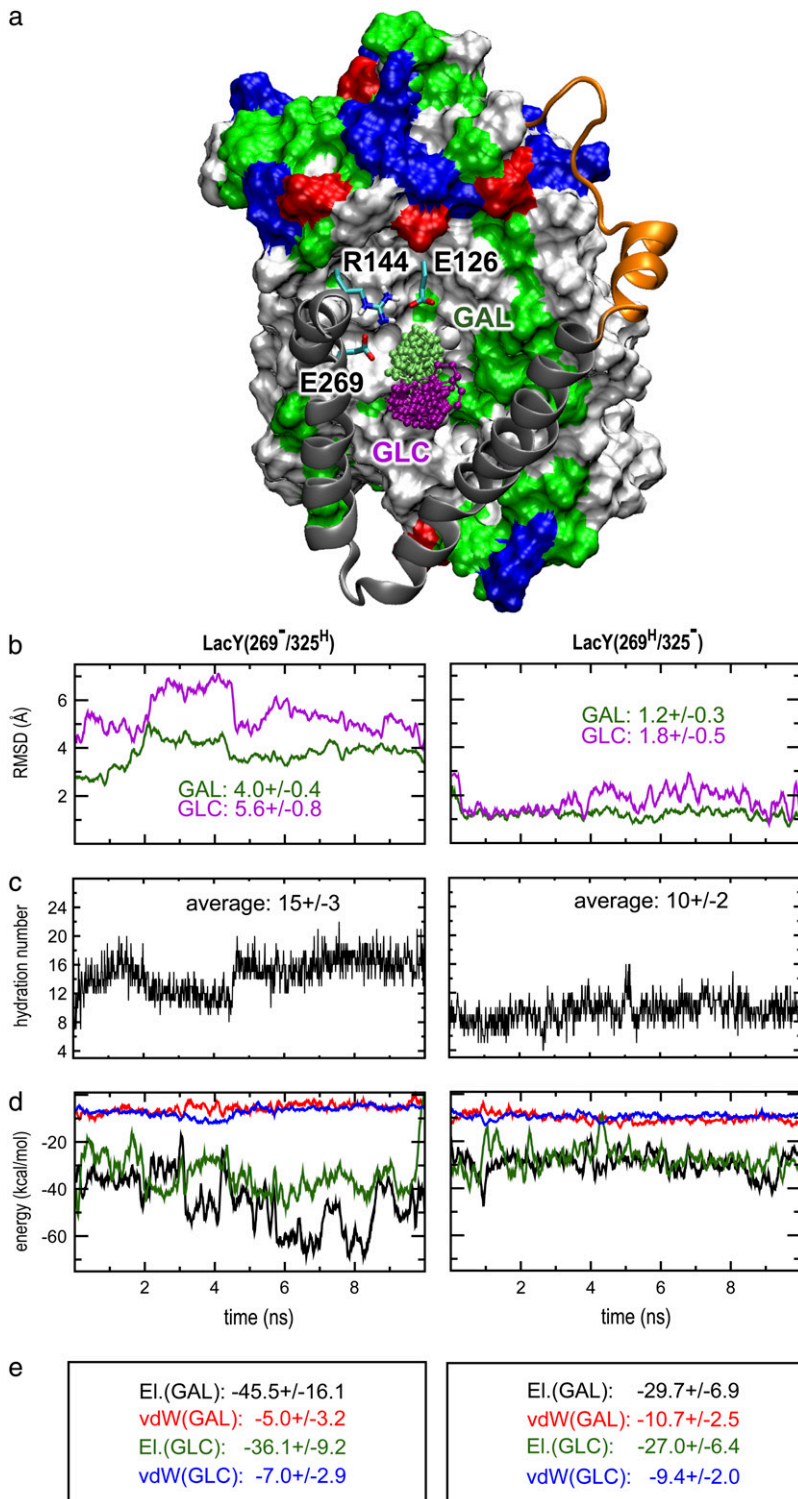 a
R144 E126
GAL
E269
GLC
LacY(269⁻/325ᴴ) LacY(269ᴴ/325⁻)
b
RMSD (Å)
6
4
2
GAL: 4.0+/-0.4
GLC: 5.6+/-0.8
GAL: 1.2+/-0.3
GLC: 1.8+/-0.5
c
hydration number
24
20
16
12
8
4
average: 15+/-3
average: 10+/-2
d
energy (kcal/mol)
-20
-40
-60
2 4 6 8 2 4 6 8
time (ns) time (ns)
e
El.(GAL): -45.5+/-16.1
vdW(GAL): -5.0+/-3.2
El.(GLC): -36.1+/-9.2
vdW(GLC): -7.0+/-2.9
El.(GAL): -29.7+/-6.9
vdW(GAL): -10.7+/-2.5
El.(GLC): -27.0+/-6.4
vdW(GLC): -9.4+/-2.0